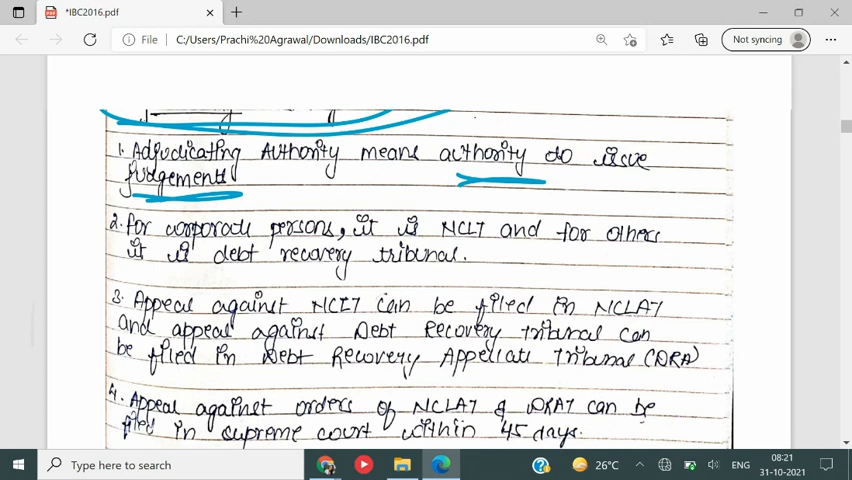 *IBC2016.pdf
File
C:/Users/Prachi%20Agrawal/Downloads/IBC2016.pdf
Not syncing
1. Adjudicating Authority means authority do issue
judgements
2. For corporate persons, it is NCLT and for others
it is debt recovery tribunal.
3. Appeal against NCLT can be filed in NCLAT
and appeal against Debt Recovery Tribunal can
be filed in Debt Recovery Appellate Tribunal (DRA)
4. Appeal against orders of NCLAT & DRAT can be
filed in supreme court within 45 days.
Type here to search
26°C
ENG
08:21
31-10-2021